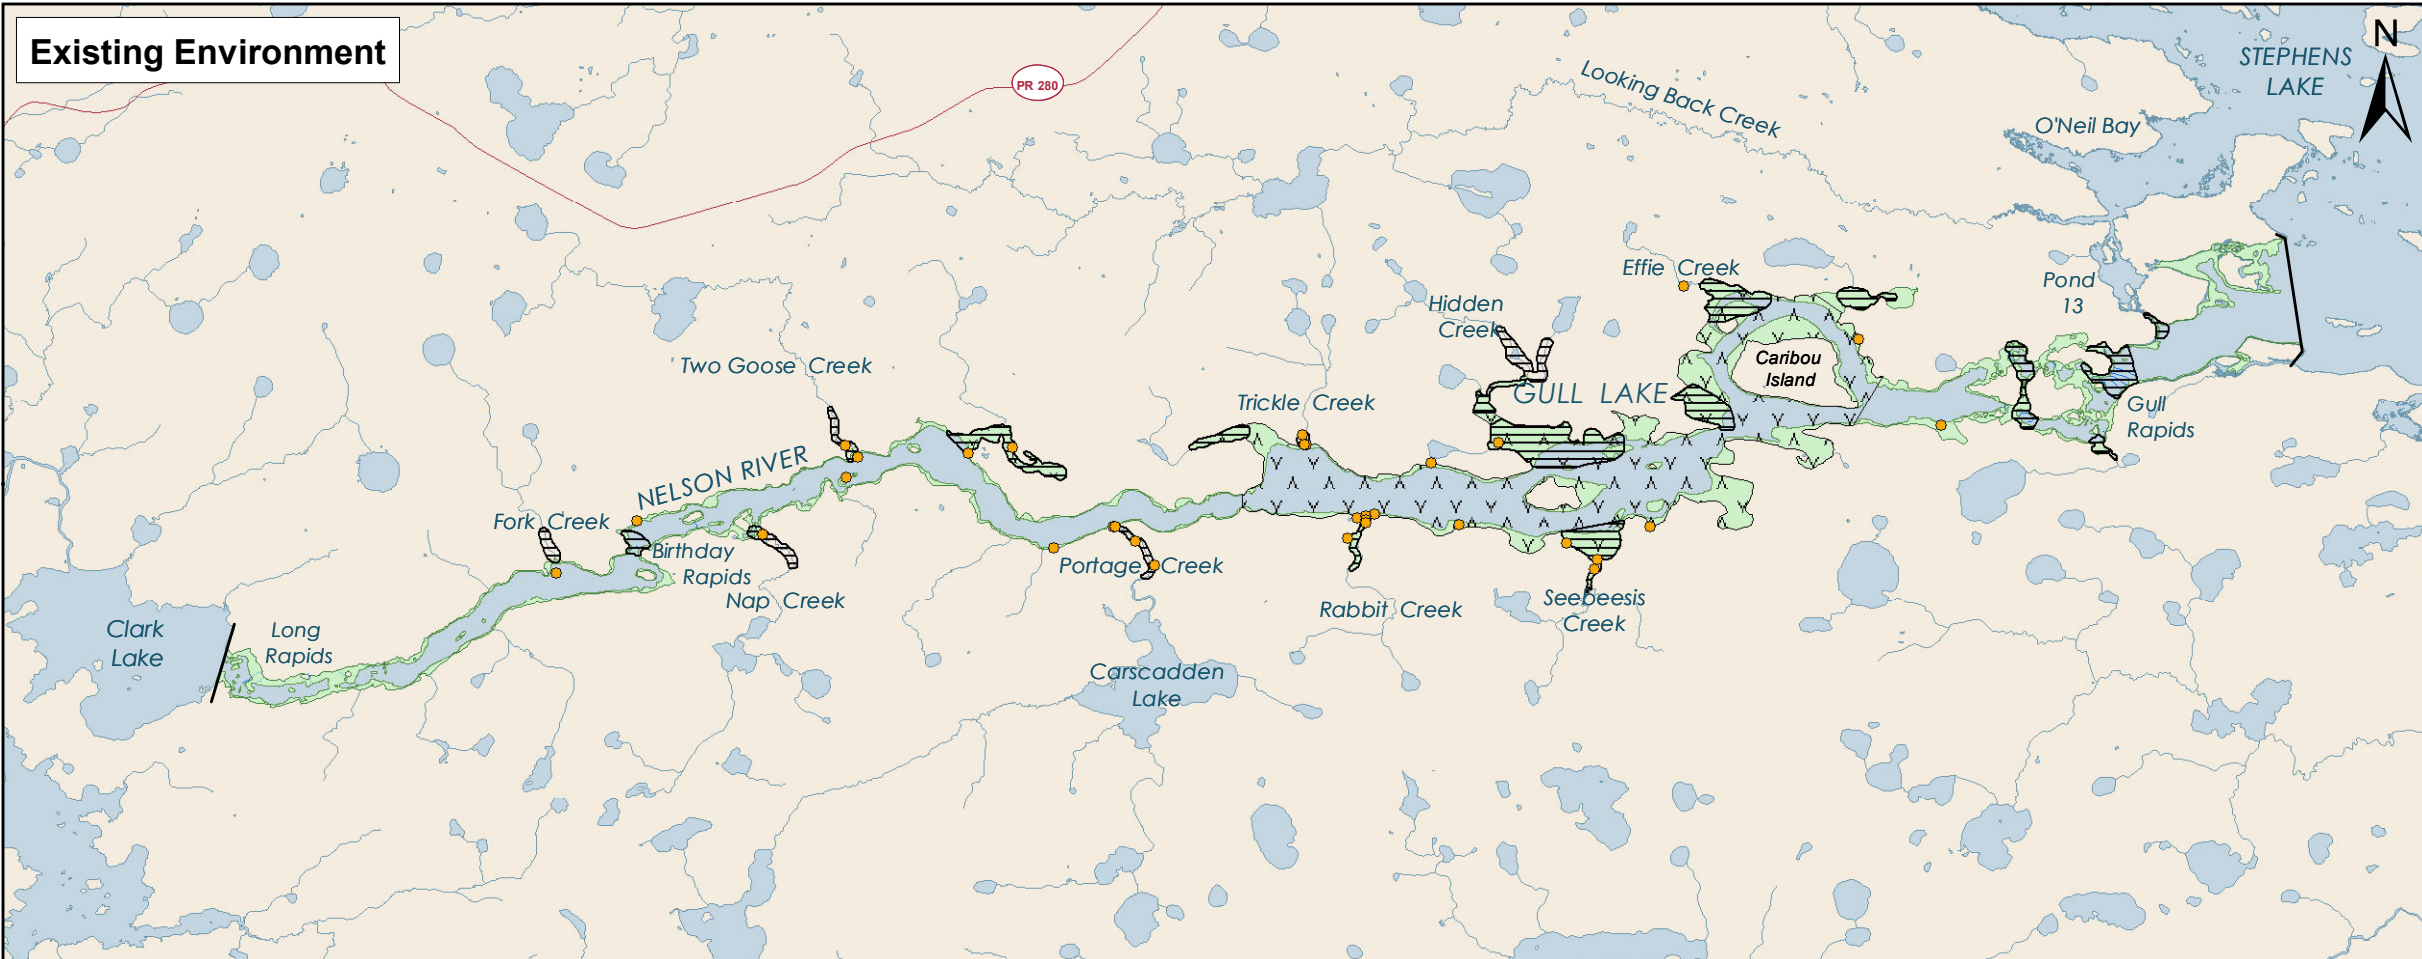 Existing Environment
N
STEPHENS
LAKE
PR 280
Looking Back Creek
O'Neil Bay
Effie Creek
Pond
13
Hidden
Creek
Caribou
Island
Two Goose Creek
GULL LAKE
Trickle Creek
Gull
Rapids
NELSON RIVER
Fork Creek
Birthday
Rapids
Portage Creek
Nap Creek
Rabbit Creek
Seebeesis
Creek
Clark
Lake
Long
Rapids
Carscadden
Lake